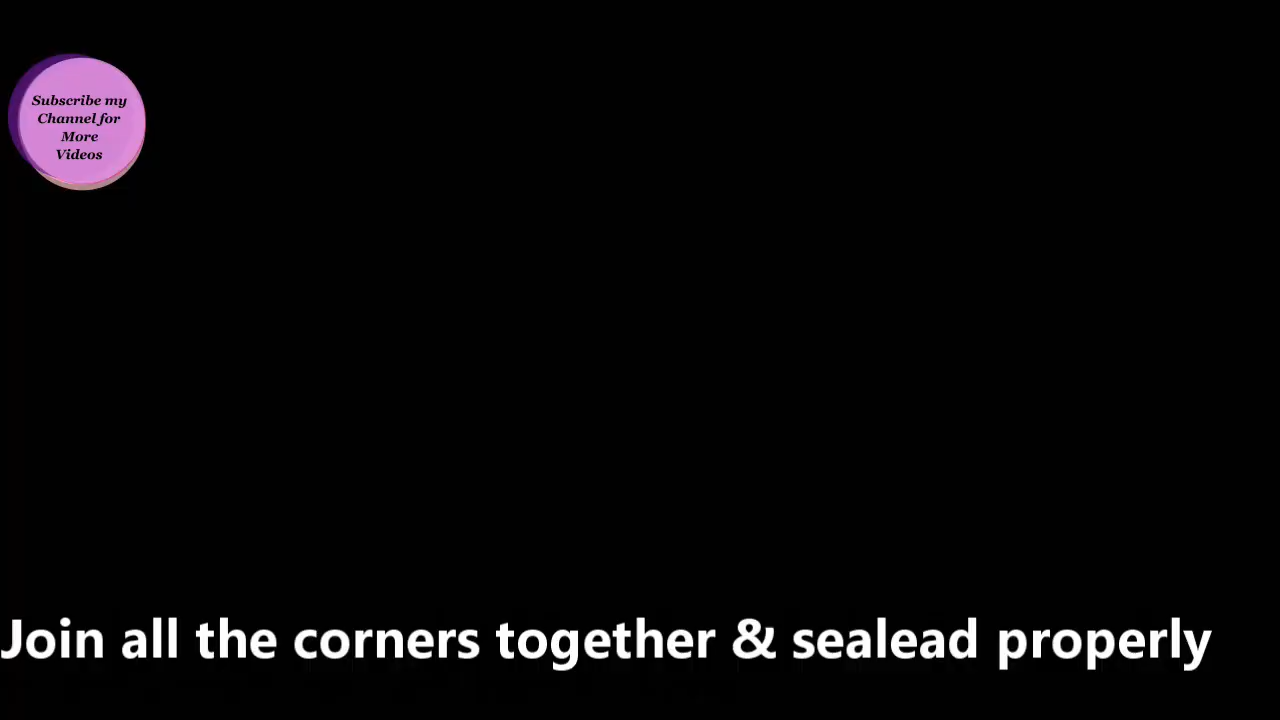 Subscribe my
Channel for
More
Videos
Join all the corners together & sealead properly